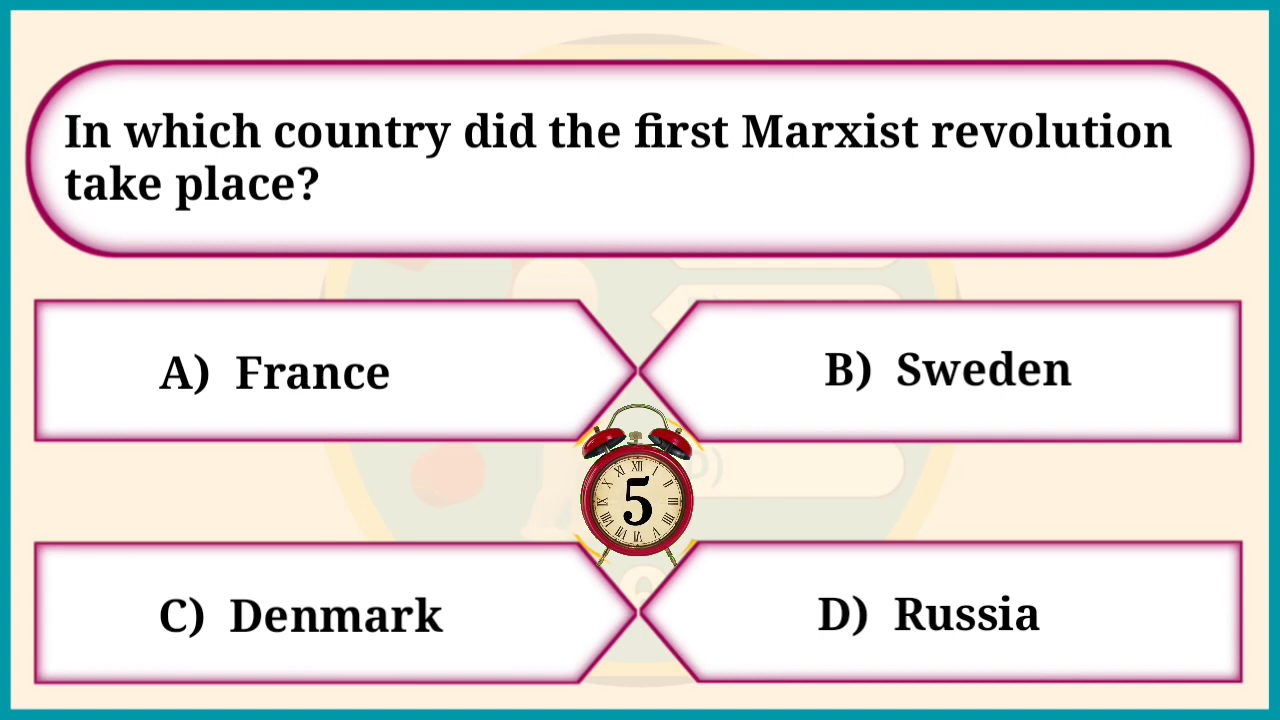 In which country did the first Marxist revolution
take place?
A) France
B) Sweden
5
C) Denmark
D) Russia